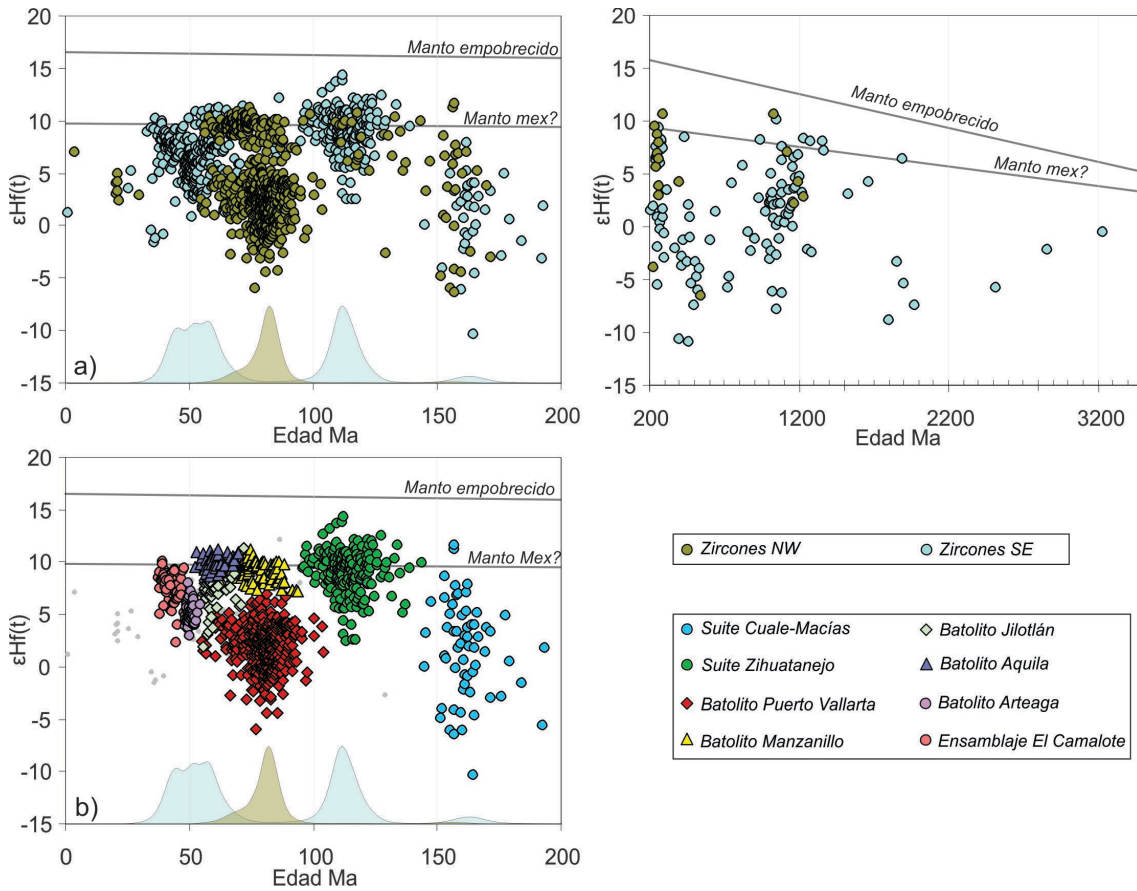 20
15
10
5
0
-5
-10
-15
εHf(t)
Manto empobrecido
Manto mex?
a)
0
50
100
150
200
Edad Ma
20
15
10
5
0
-5
-10
-15
εHf(t)
Manto empobrecido
Manto mex?
200
1200
2200
3200
Edad Ma
20
15
10
5
0
-5
-10
-15
εHf(t)
Manto empobrecido
Manto Mex?
b)
0
50
100
150
200
Edad Ma
Zircones NW
Zircones SE
Suite Cuale-Macías
Batolito Jilotlán
Suite Zihuatanejo
Batolito Aquila
Batolito Puerto Vallarta
Batolito Arteaga
Batolito Manzanillo
Ensamblaje El Camalote